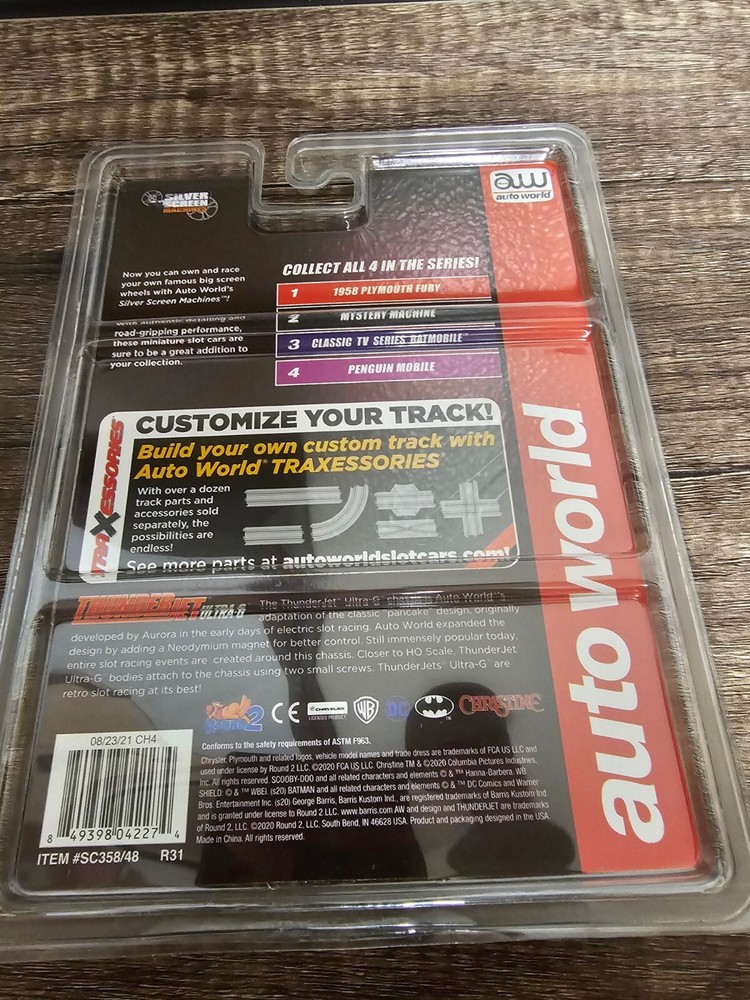 SILVER
SCREEN
MACHINES
aw
auto world
Now you can own and race
your own famous big screen
wheels with Auto World's
Silver Screen Machines™!
With authentic detailing and
road-gripping performance,
these miniature slot cars are
sure to be a great addition to
your collection.
COLLECT ALL 4 IN THE SERIES!
1 1958 PLYMOUTH FURY
2 MYSTERY MACHINE
3 CLASSIC TV SERIES BATMOBILE™
4 PENGUIN MOBILE
TRAXESSORIES
CUSTOMIZE YOUR TRACK!
Build your own custom track with
Auto World® TRAXESSORIES
With over a dozen
track parts and
accessories sold
separately, the
possibilities are
endless!
See more parts at autoworldslotcars.com!
auto world
THUNDERJET ULTRA-G
The ThunderJet® Ultra-G chassis is Auto World's
adaptation of the classic "pancake" design, originally
developed by Aurora in the early days of electric slot racing. Auto World expanded the
design by adding a Neodymium magnet for better control. Still immensely popular today,
entire slot racing events are created around this chassis. Closer to HO Scale, ThunderJet
Ultra-G bodies attach to the chassis using two small screws. ThunderJets Ultra-G are
retro slot racing at its best!
ROUND 2
CE
CHRYSLER
LICENSED PRODUCT
WB
DC
CHRISTINE
Conforms to the safety requirements of ASTM F963.
Chrysler, Plymouth and related logos, vehicle model names and trade dress are trademarks of FCA US LLC and
used under license by Round 2 LLC. ©2020 FCA US LLC. Christine TM & ©2020 Columbia Pictures Industries,
Inc. All rights reserved. SCOOBY-DOO and all related characters and elements © & ™ Hanna-Barbera. WB
SHIELD: © & ™ WBEI. (s20) BATMAN and all related characters and elements © & ™ DC Comics and Warner
Bros. Entertainment Inc. (s20) George Barris, Barris Kustom Ind., are registered trademarks of Barris Kustom Ind
and is granted under license to Round 2, LLC. www.barris.com AW and design and THUNDERJET are trademarks
of Round 2, LLC. ©2020 Round 2, LLC, South Bend, IN 46628 USA. Product and packaging designed in the USA.
Made in China. All rights reserved.
08/23/21 CH4
8 49398 04227 4
ITEM #SC358/48 R31